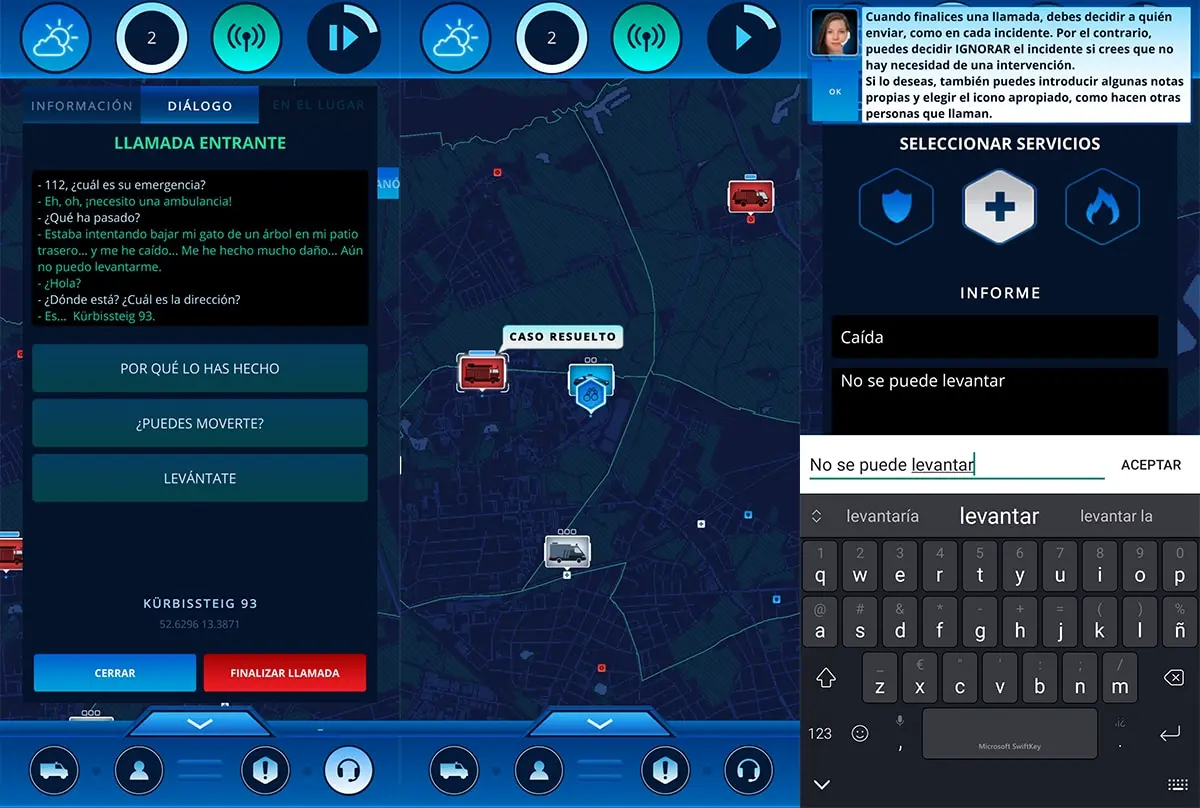 2
INFORMACIÓN
DIÁLOGO
EN EL LUGAR
LLAMADA ENTRANTE
- 112, ¿cuál es su emergencia?
- Eh, oh, ¡necesito una ambulancia!
- ¿Qué ha pasado?
- Estaba intentando bajar mi gato de un árbol en mi patio
trasero... y me he caído... Me he hecho mucho daño... Aún
no puedo levantarme.
- ¿Hola?
- ¿Dónde está? ¿Cuál es la dirección?
- Es... Kürbissteig 93.
POR QUÉ LO HAS HECHO
¿PUEDES MOVERTE?
LEVÁNTATE
KÜRBISSTEIG 93
52.6296 13.3871
CERRAR
FINALIZAR LLAMADA
ANÓ
2
CASO RESUELTO
Cuando finalices una llamada, debes decidir a quién
enviar, como en cada incidente. Por el contrario,
puedes decidir IGNORAR el incidente si crees que no
hay necesidad de una intervención.
Si lo deseas, también puedes introducir algunas notas
propias y elegir el icono apropiado, como hacen otras
personas que llaman.
OK
SELECCIONAR SERVICIOS
INFORME
Caída
No se puede levantar
No se puede levantar
ACEPTAR
levantaría
levantar
levantar la
1 2 3 4 5 6 7 8 9 0
q w e r t y u i o p
@ # & * - + = ( ) %
a s d f g h j k l ñ
_ € " ' : ; /
z x c v b n m
123
,
Microsoft SwiftKey
¡¿
.